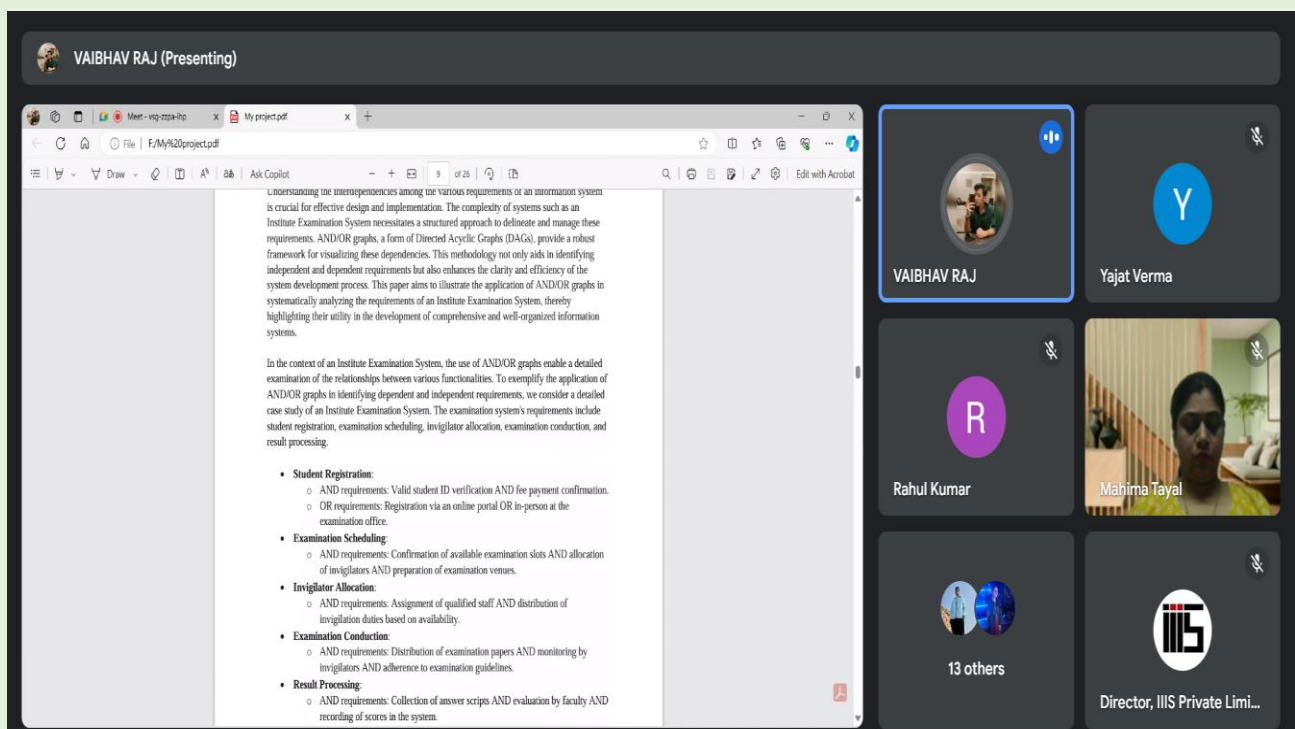 VAIBHAV RAJ (Presenting)
Meet - vsg-zzpa-ihp
My project.pdf
File
F:/My%20project.pdf
Draw
Ask Copilot
9 of 26
Edit with Acrobat
Understanding the interdependencies among the various requirements of an information system
is crucial for effective design and implementation. The complexity of systems such as an
Institute Examination System necessitates a structured approach to delineate and manage these
requirements. AND/OR graphs, a form of Directed Acyclic Graphs (DAGs), provide a robust
framework for visualizing these dependencies. This methodology not only aids in identifying
independent and dependent requirements but also enhances the clarity and efficiency of the
system development process. This paper aims to illustrate the application of AND/OR graphs in
systematically analyzing the requirements of an Institute Examination System, thereby
highlighting their utility in the development of comprehensive and well-organized information
systems.
In the context of an Institute Examination System, the use of AND/OR graphs enable a detailed
examination of the relationships between various functionalities. To exemplify the application of
AND/OR graphs in identifying dependent and independent requirements, we consider a detailed
case study of an Institute Examination System. The examination system's requirements include
student registration, examination scheduling, invigilator allocation, examination conduction, and
result processing.
• Student Registration:
o AND requirements: Valid student ID verification AND fee payment confirmation.
o OR requirements: Registration via an online portal OR in-person at the
examination office.
• Examination Scheduling:
o AND requirements: Confirmation of available examination slots AND allocation
of invigilators AND preparation of examination venues.
• Invigilator Allocation:
o AND requirements: Assignment of qualified staff AND distribution of
invigilation duties based on availability.
• Examination Conduction:
o AND requirements: Distribution of examination papers AND monitoring by
invigilators AND adherence to examination guidelines.
• Result Processing:
o AND requirements: Collection of answer scripts AND evaluation by faculty AND
recording of scores in the system.
VAIBHAV RAJ
Y
Yajat Verma
R
Rahul Kumar
Mahima Tayal
13 others
iiiS
Director, IIIS Private Limi...